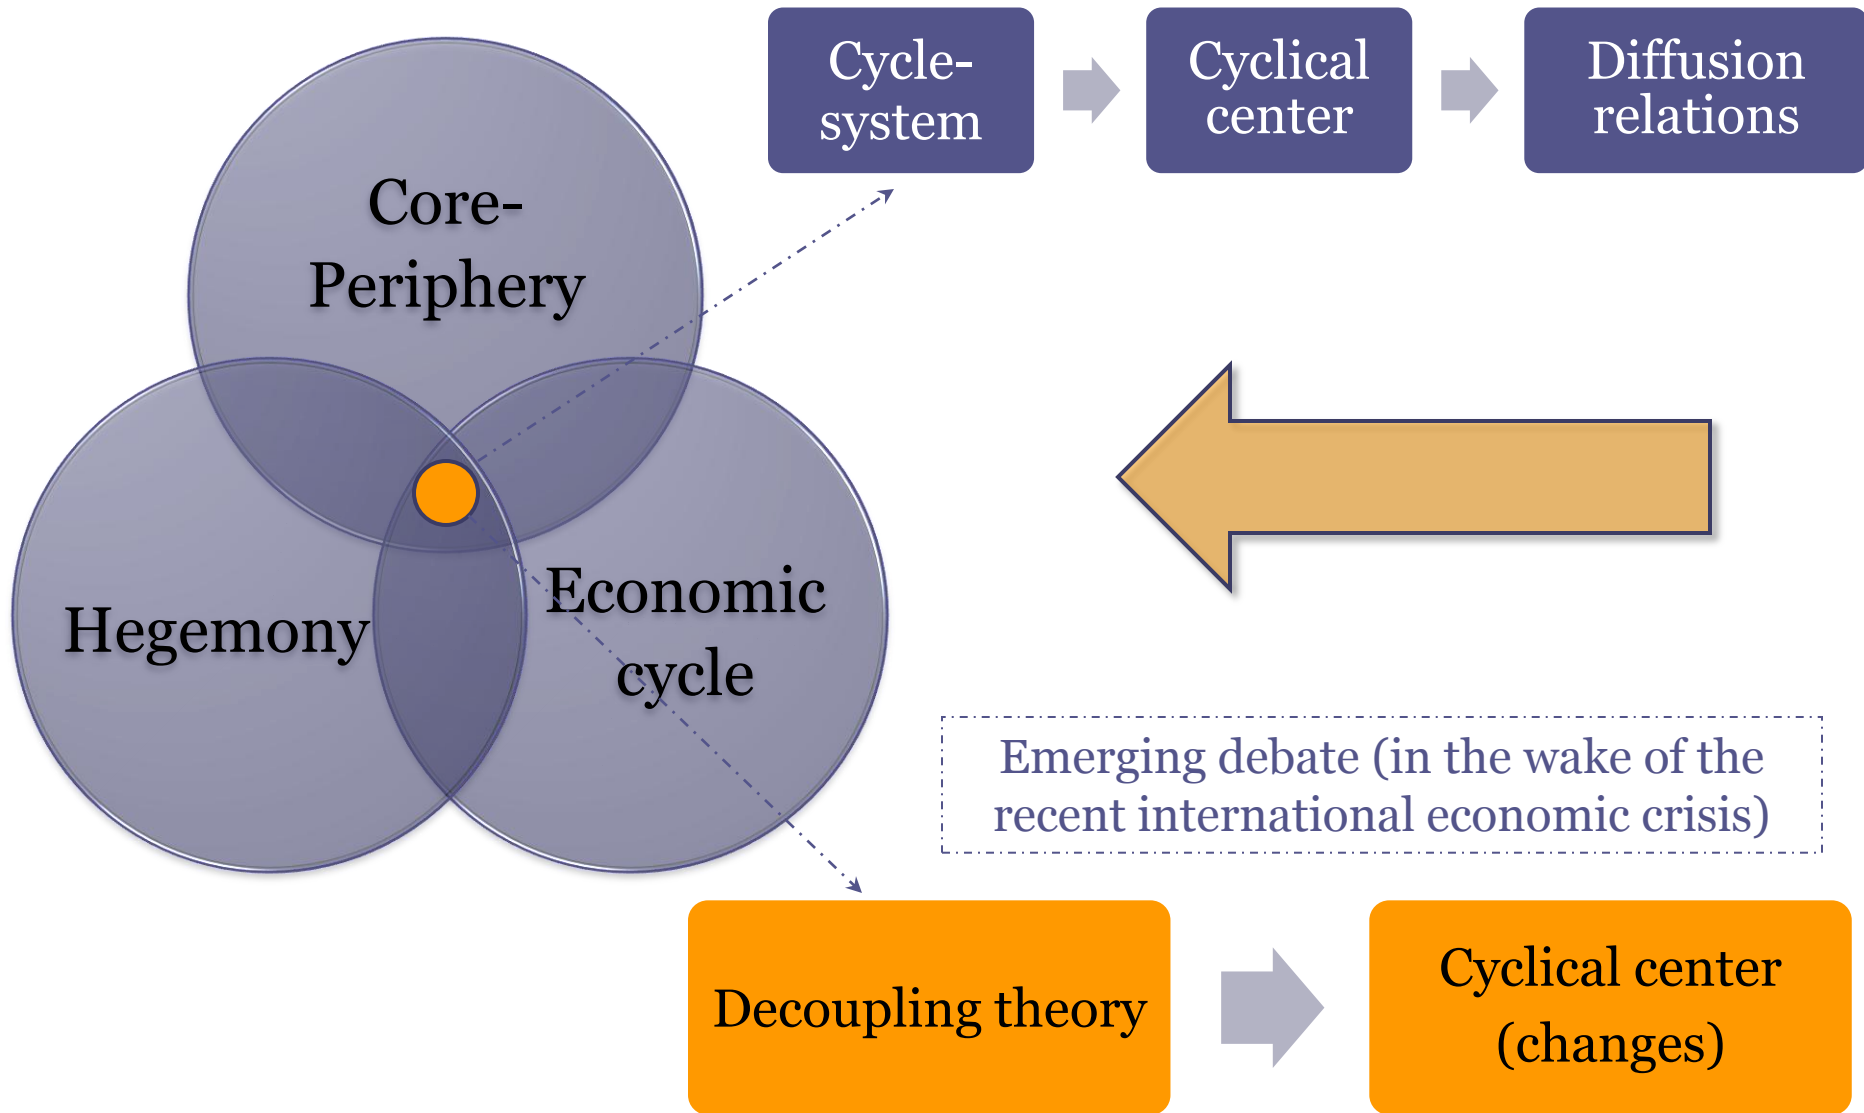 Cycle-
system
Cyclical
center
Diffusion
relations
Core-
Periphery
Hegemony
Economic
cycle
Emerging debate (in the wake of the
recent international economic crisis)
Decoupling theory
Cyclical center
(changes)